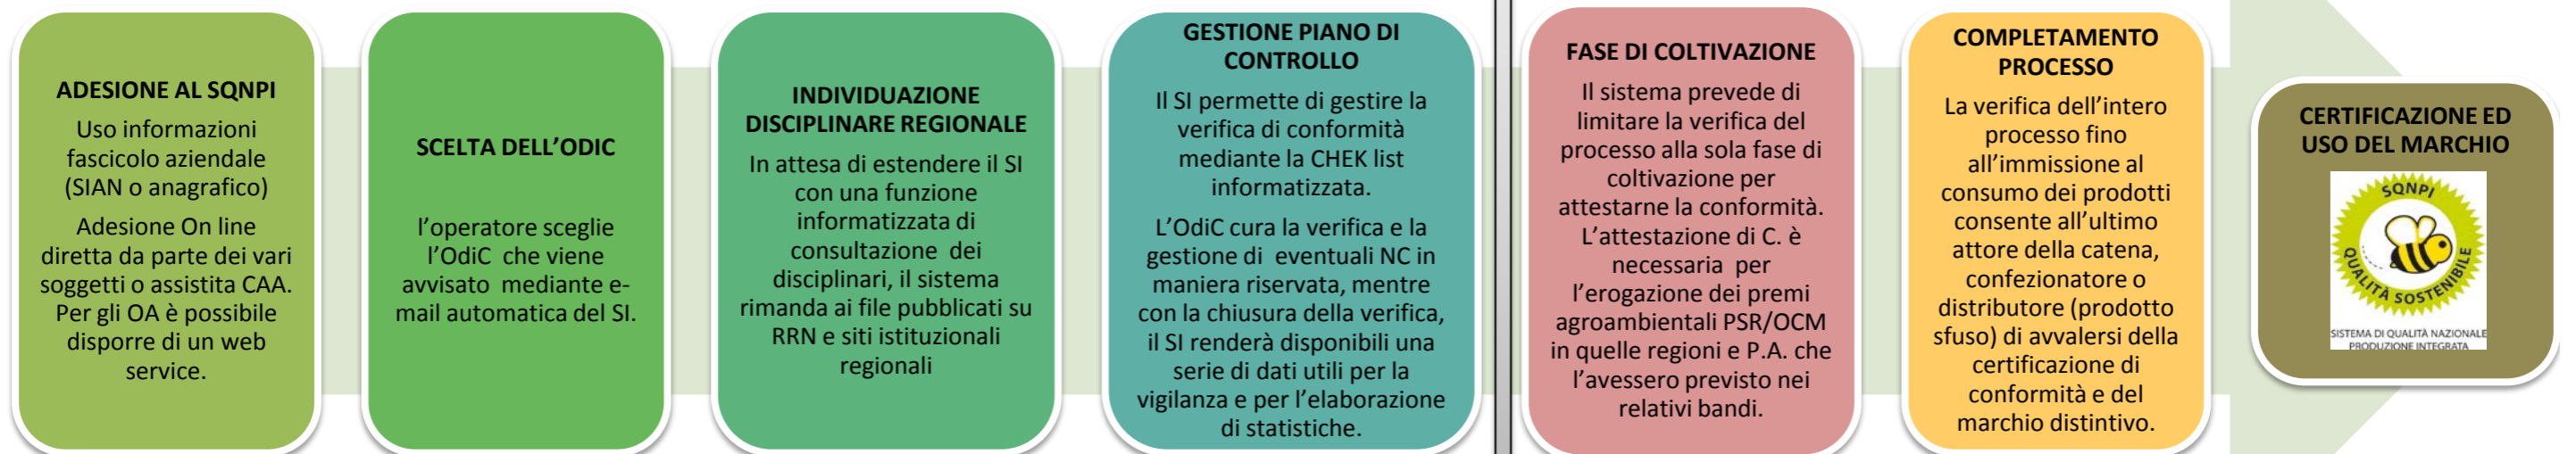 ADESIONE AL SQNPI
Uso informazioni
fascicolo aziendale
(SIAN o anagrafico)
Adesione On line
diretta da parte dei vari
soggetti o assistita CAA.
Per gli OA è possibile
disporre di un web
service.
SCELTA DELL’ODIC
l’operatore sceglie
l’OdiC che viene
avvisato mediante e-
mail automatica del SI.
INDIVIDUAZIONE
DISCIPLINARE REGIONALE
In attesa di estendere il SI
con una funzione
informatizzata di
consultazione dei
disciplinari, il sistema
rimanda ai file pubblicati su
RRN e siti istituzionali
regionali
GESTIONE PIANO DI
CONTROLLO
Il SI permette di gestire la
verifica di conformità
mediante la CHEK list
informatizzata.
L’OdiC cura la verifica e la
gestione di eventuali NC in
maniera riservata, mentre
con la chiusura della verifica,
il SI renderà disponibili una
serie di dati utili per la
vigilanza e per l’elaborazione
di statistiche.
FASE DI COLTIVAZIONE
Il sistema prevede di
limitare la verifica del
processo alla sola fase di
coltivazione per
attestarne la conformità.
L’attestazione di C. è
necessaria per
l’erogazione dei premi
agroambientali PSR/OCM
in quelle regioni e P.A. che
l’avessero previsto nei
relativi bandi.
COMPLETAMENTO
PROCESSO
La verifica dell’intero
processo fino
all’immissione al
consumo dei prodotti
consente all’ultimo
attore della catena,
confezionatore o
distributore (prodotto
sfuso) di avvalersi della
certificazione di
conformità e del
marchio distintivo.
CERTIFICAZIONE ED
USO DEL MARCHIO
SQNPI
QUALITÀ SOSTENIBILE
SISTEMA DI QUALITÀ NAZIONALE
PRODUZIONE INTEGRATA